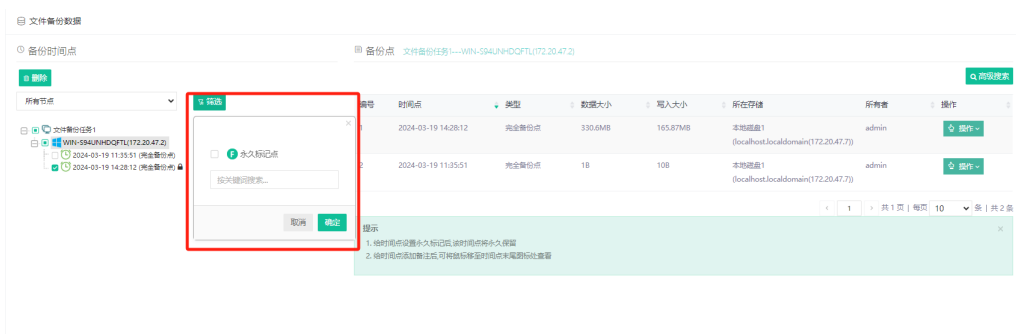 文件备份数据
备份时间点
删除
所有节点
筛选
文件备份任务1
WIN-S94UNHDQFTL(172.20.47.2)
2024-03-19 11:35:51 (完全备份点)
2024-03-19 14:28:12 (完全备份点)
F 永久标记点
按关键词搜索...
取消 确定
备份点 文件备份任务1----WIN-S94UNHDQFTL(172.20.47.2)
高级搜索
编号 时间点 类型 数据大小 写入大小 所在存储 所有者 操作
1 2024-03-19 14:28:12 完全备份点 330.6MB 165.87MB 本地磁盘1 admin 操作
(localhost.localdomain(172.20.47.7))
2 2024-03-19 11:35:51 完全备份点 1B 10B 本地磁盘1 admin 操作
(localhost.localdomain(172.20.47.7))
1 共 1 页 | 每页 10 条 | 共 2 条
提示
1. 给时间点设置永久标记后,该时间点将永久保留
2. 给时间点添加备注后,可将鼠标移至时间点末尾图标处查看